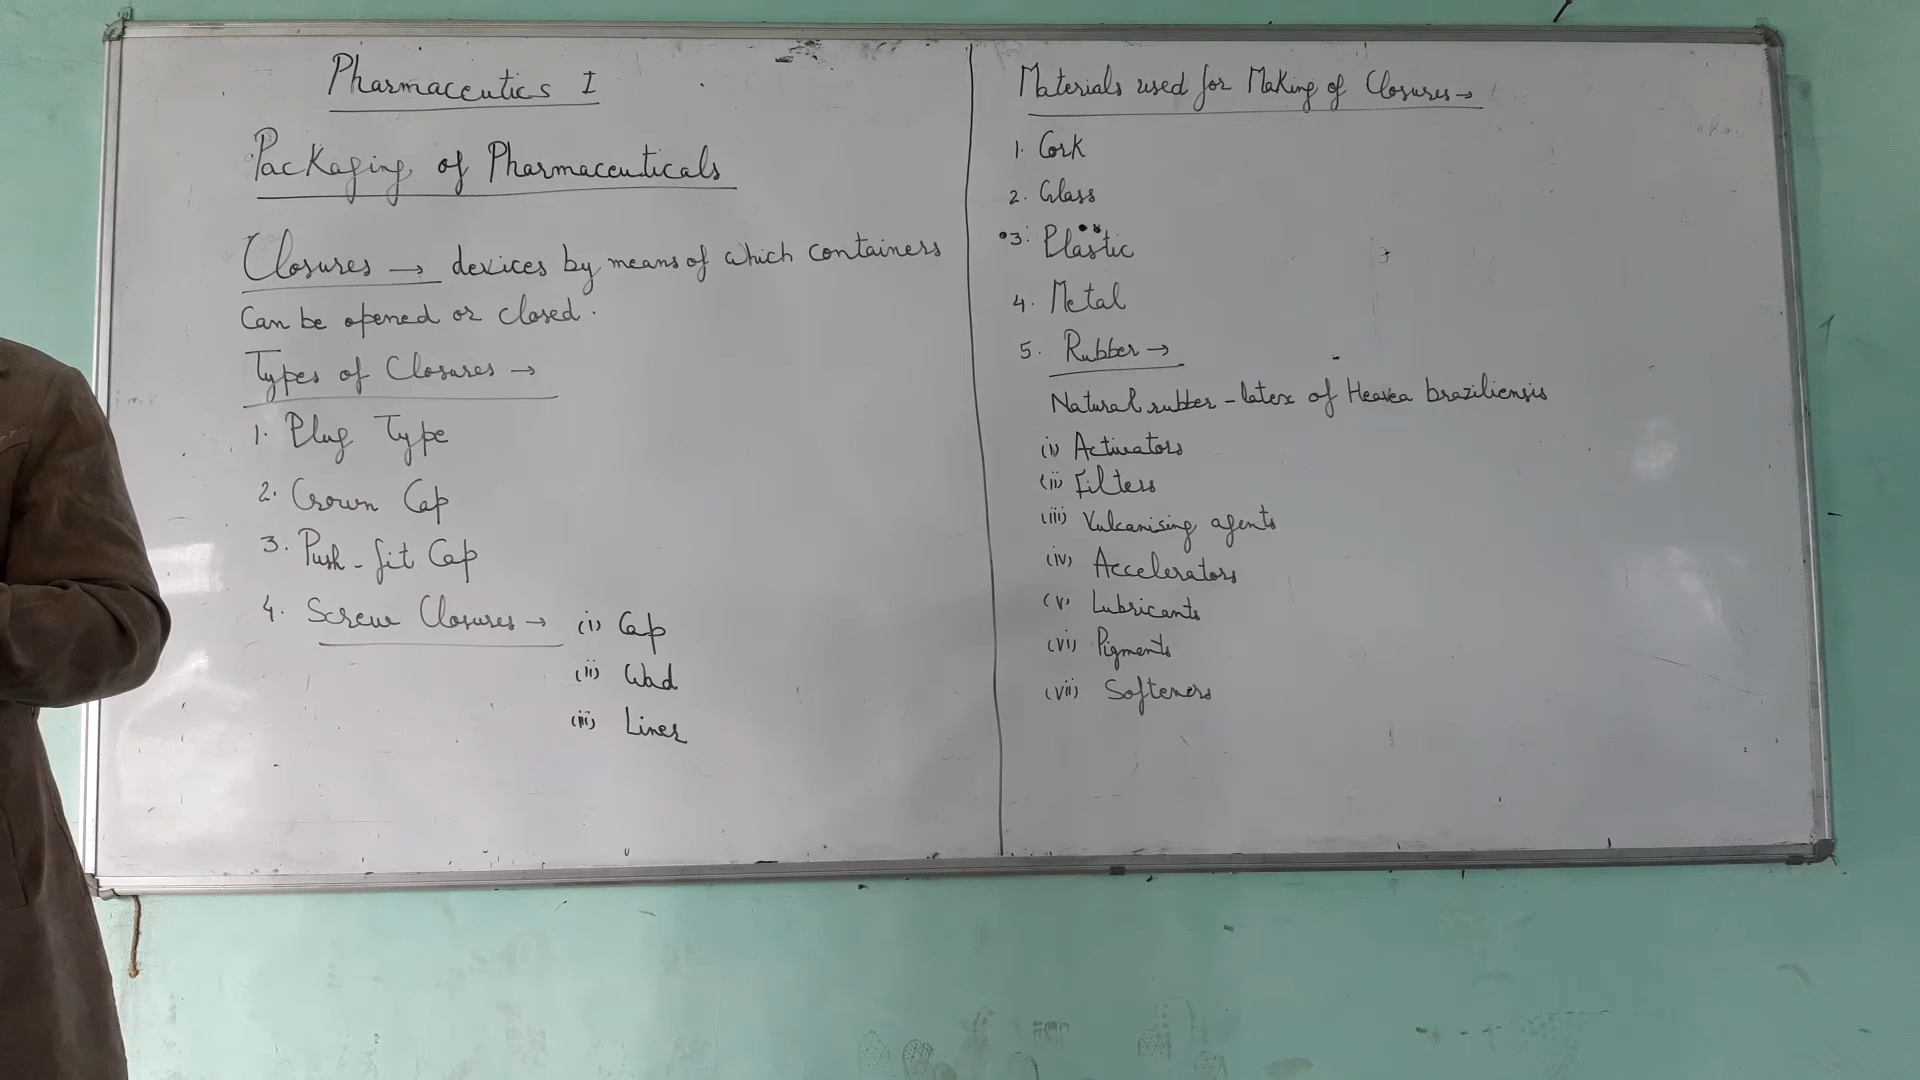 Pharmaceutics I
Packaging of Pharmaceuticals
Closures → devices by means of which containers
can be opened or closed.
Types of Closures →
1. Plug Type
2. Crown Cap
3. Push-fit Cap
4. Screw Closures → (i) Cap
(ii) Wad
(iii) Liner
Materials used for Making of Closures →
1. Cork
2. Glass
3. Plastic
4. Metal
5. Rubber →
Natural rubber - latex of Heavea braziliensis
(i) Activators
(ii) Filters
(iii) Vulcanising agents
(iv) Accelerators
(v) Lubricants
(vi) Pigments
(vii) Softeners